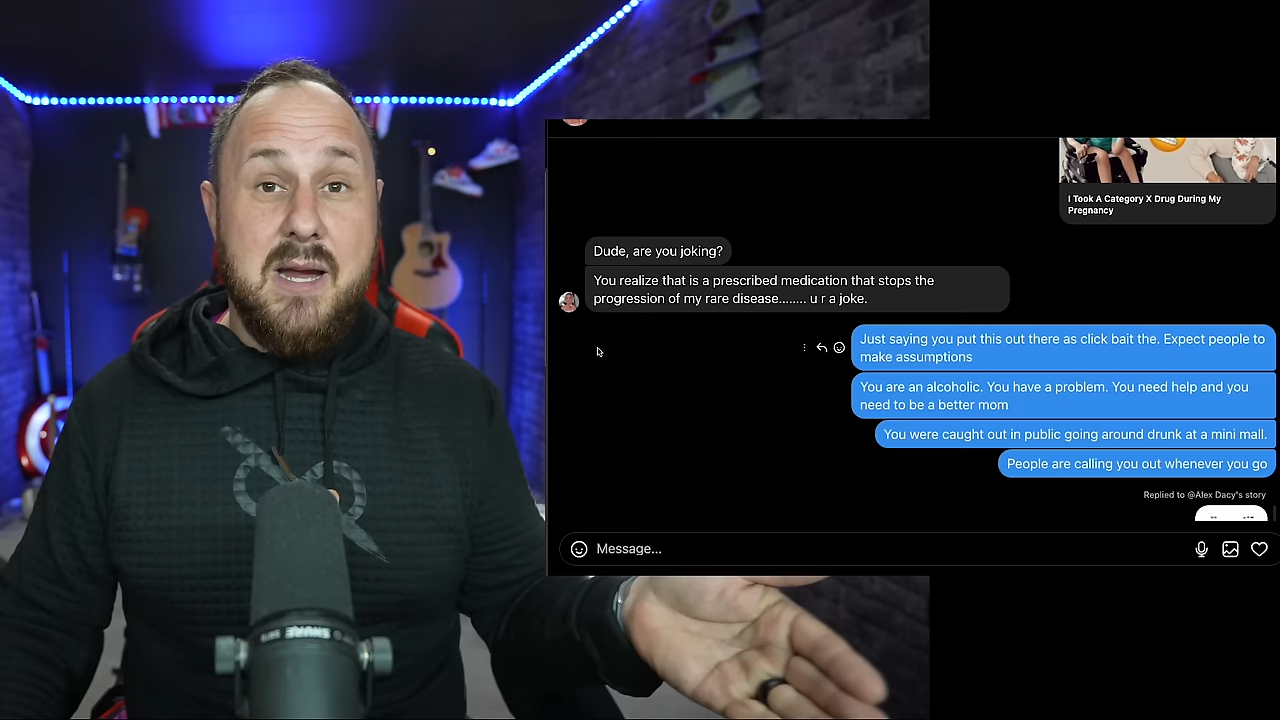 I Took A Category X Drug During My
Pregnancy
Dude, are you joking?
You realize that is a prescribed medication that stops the
progression of my rare disease........ u r a joke.
Just saying you put this out there as click bait the. Expect people to
make assumptions
You are an alcoholic. You have a problem. You need help and you
need to be a better mom
You were caught out in public going around drunk at a mini mall.
People are calling you out whenever you go
Replied to @Alex Dacy's story
Message...
SHURE